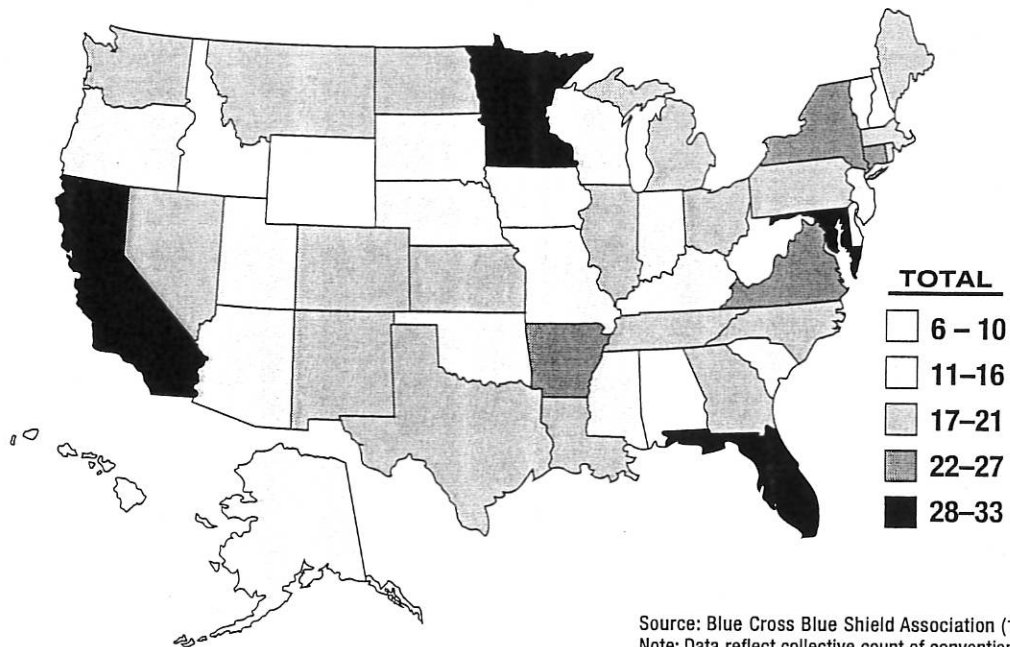 TOTAL
6 – 10
11–16
17–21
22–27
28–33
Source: Blue Cross Blue Shield Association
Note: Data reflect collective count of